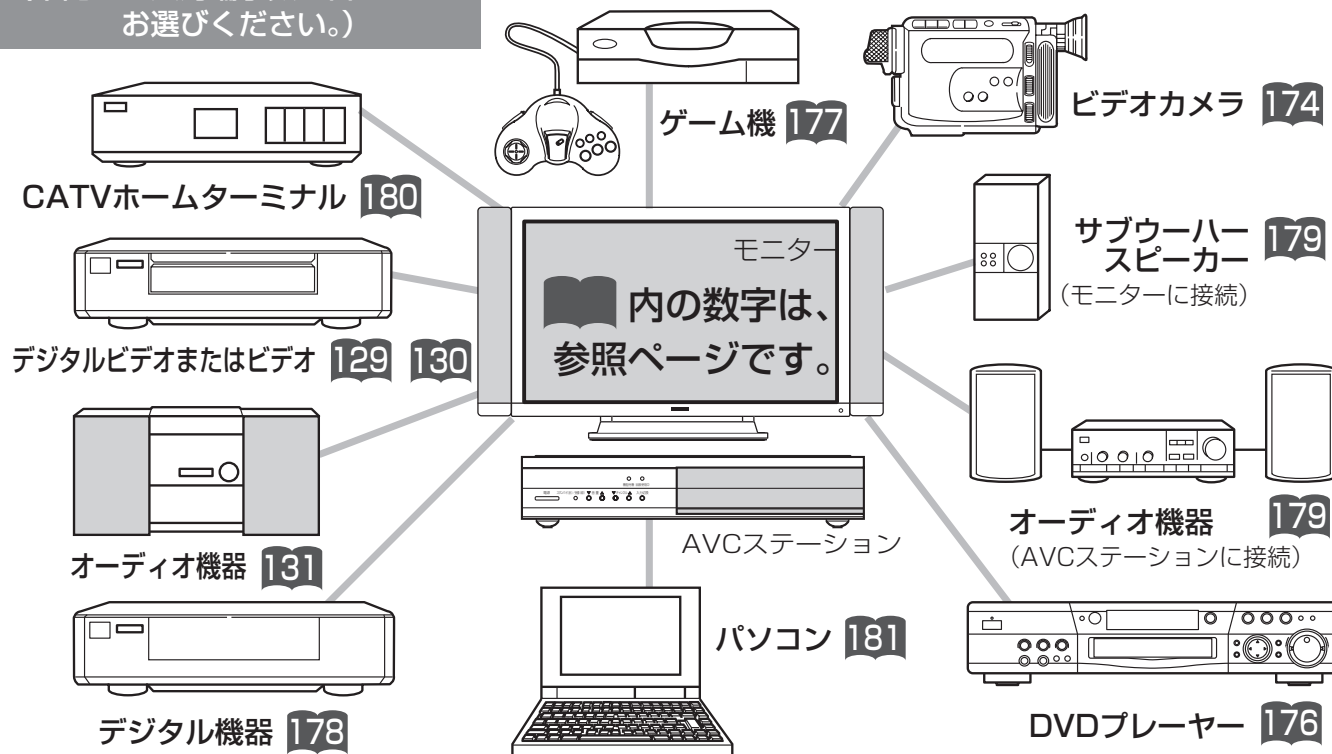 お選びください。)
ゲーム機 177
ビデオカメラ 174
CATVホームターミナル 180
サブウーハー
スピーカー 179
(モニターに接続)
モニター
内の数字は、
参照ページです。
デジタルビデオまたはビデオ 129 130
オーディオ機器 131
AVCステーション
オーディオ機器 179
(AVCステーションに接続)
パソコン 181
デジタル機器 178
DVDプレーヤー 176